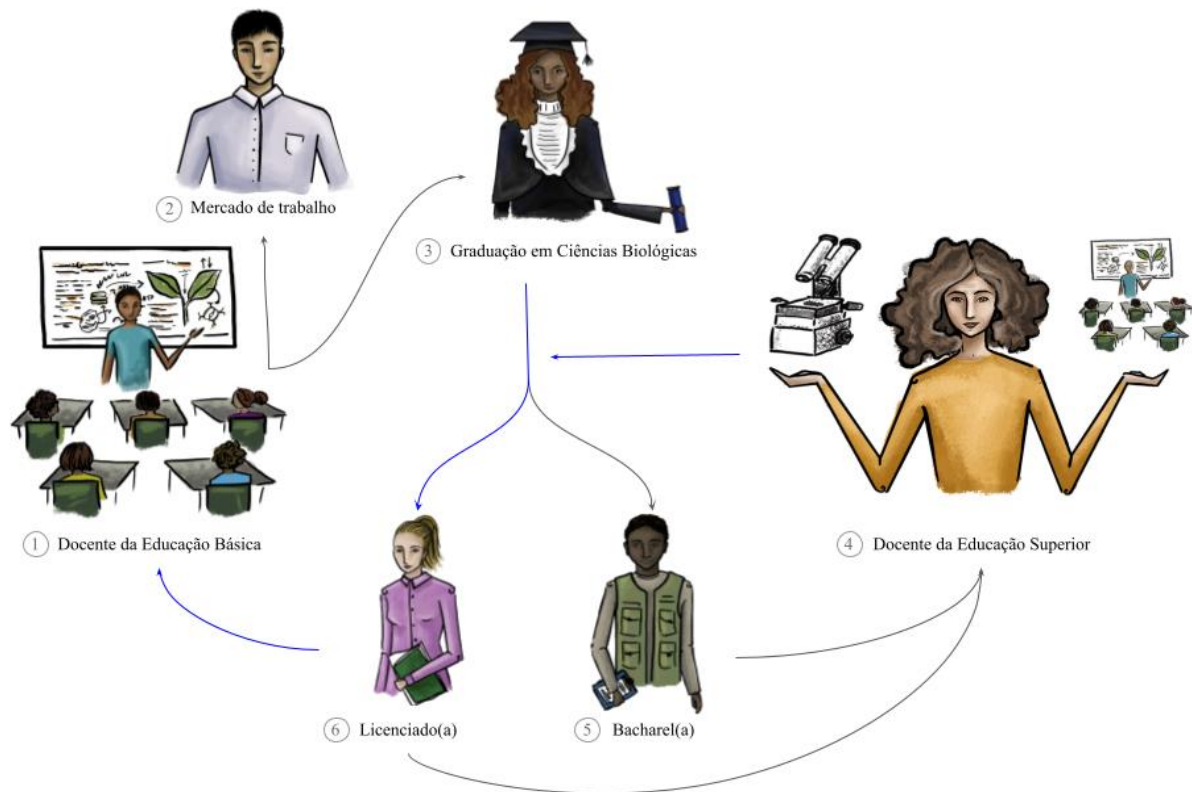 2 Mercado de trabalho
3 Graduação em Ciências Biológicas
1 Docente da Educação Básica
4 Docente da Educação Superior
6 Licenciado(a)
5 Bacharel(a)